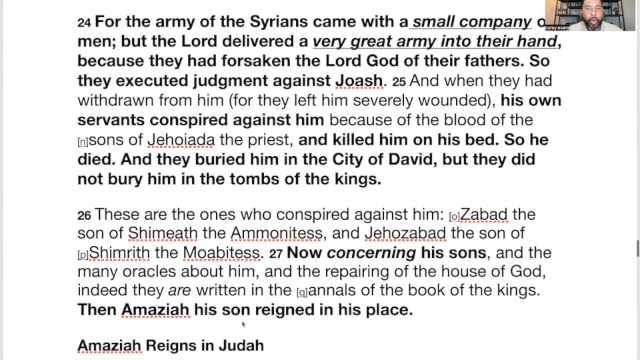 24 For the army of the Syrians came with a small company of
men; but the Lord delivered a very great army into their hand,
because they had forsaken the Lord God of their fathers. So
they executed judgment against Joash. 25 And when they had
withdrawn from him (for they left him severely wounded), his own
servants conspired against him because of the blood of the
[n]sons of Jehoiada the priest, and killed him on his bed. So he
died. And they buried him in the City of David, but they did
not bury him in the tombs of the kings.
26 These are the ones who conspired against him: [o]Zabad the
son of Shimeath the Ammonitess, and Jehozabad the son of
[p]Shimrith the Moabitess. 27 Now concerning his sons, and the
many oracles about him, and the repairing of the house of God,
indeed they are written in the [q]annals of the book of the kings.
Then Amaziah his son reigned in his place.
Amaziah Reigns in Judah